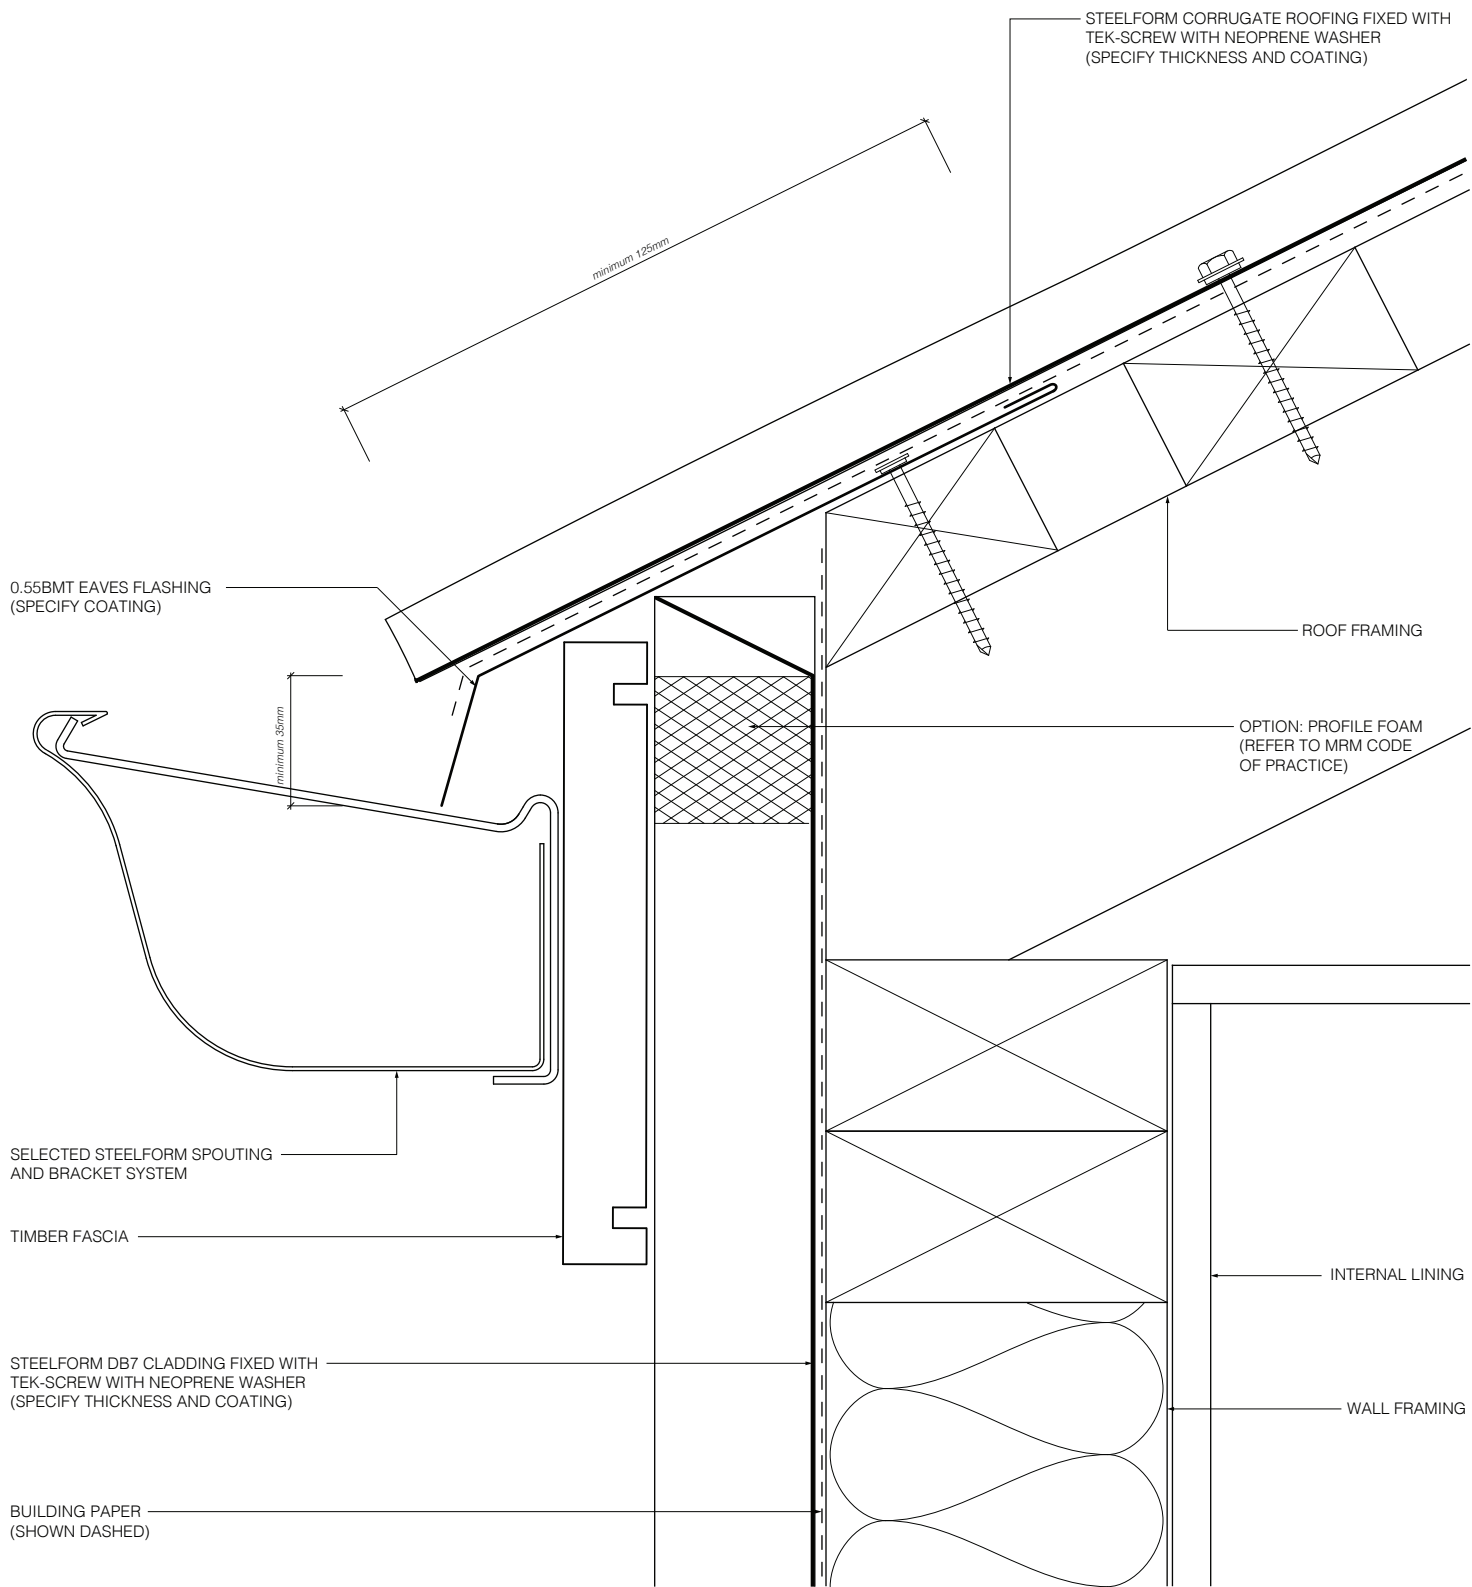 STEELFORM CORRUGATE ROOFING FIXED WITH
TEK-SCREW WITH NEOPRENE WASHER
(SPECIFY THICKNESS AND COATING)
minimum 125mm
0.55BMT EAVES FLASHING
(SPECIFY COATING)
ROOF FRAMING
minimum 35mm
OPTION: PROFILE FOAM
(REFER TO MRM CODE
OF PRACTICE)
SELECTED STEELFORM SPOUTING
AND BRACKET SYSTEM
TIMBER FASCIA
INTERNAL LINING
STEELFORM DB7 CLADDING FIXED WITH
TEK-SCREW WITH NEOPRENE WASHER
(SPECIFY THICKNESS AND COATING)
WALL FRAMING
BUILDING PAPER
(SHOWN DASHED)